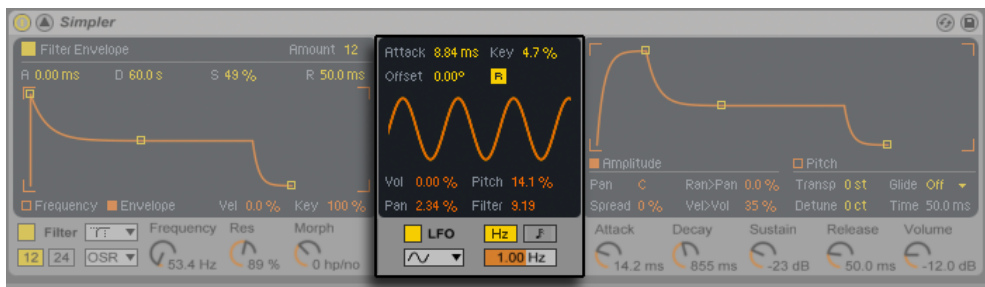 Simpler
Filter Envelope Amount 12
A 0.00 ms D 60.0 s S 49 % R 50.0 ms
Frequency Envelope Vel 0.0 % Key 100 %
Filter Frequency Res Morph
12 24 OSR 53.4 Hz 89 % 0 hp/no
Attack 8.84 ms Key 4.7 %
Offset 0.00° R
Vol 0.00 % Pitch 14.1 %
Pan 2.34 % Filter 9.19
LFO Hz
1.00 Hz
Amplitude Pitch
Pan C Ran>Pan 0.0 % Transp 0 st Glide Off
Spread 0 % Vel>Vol 35 % Detune 0 ct Time 50.0 ms
Attack Decay Sustain Release Volume
14.2 ms 855 ms -23 dB 50.0 ms -12.0 dB